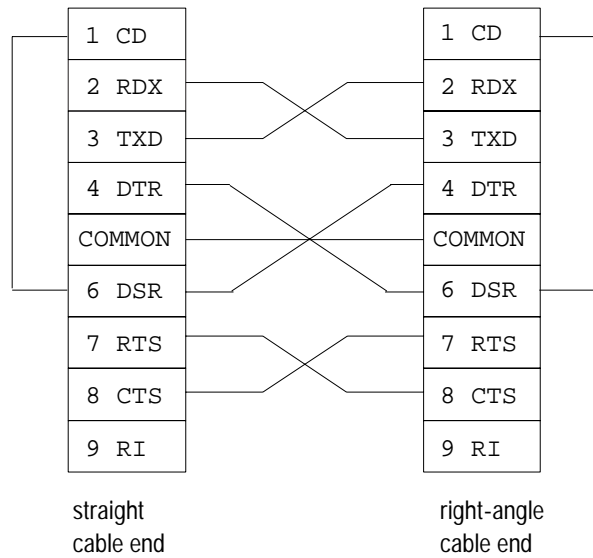 1 CD
2 RDX
3 TXD
4 DTR
COMMON
6 DSR
7 RTS
8 CTS
9 RI
straight
cable end
1 CD
2 RDX
3 TXD
4 DTR
COMMON
6 DSR
7 RTS
8 CTS
9 RI
right-angle
cable end